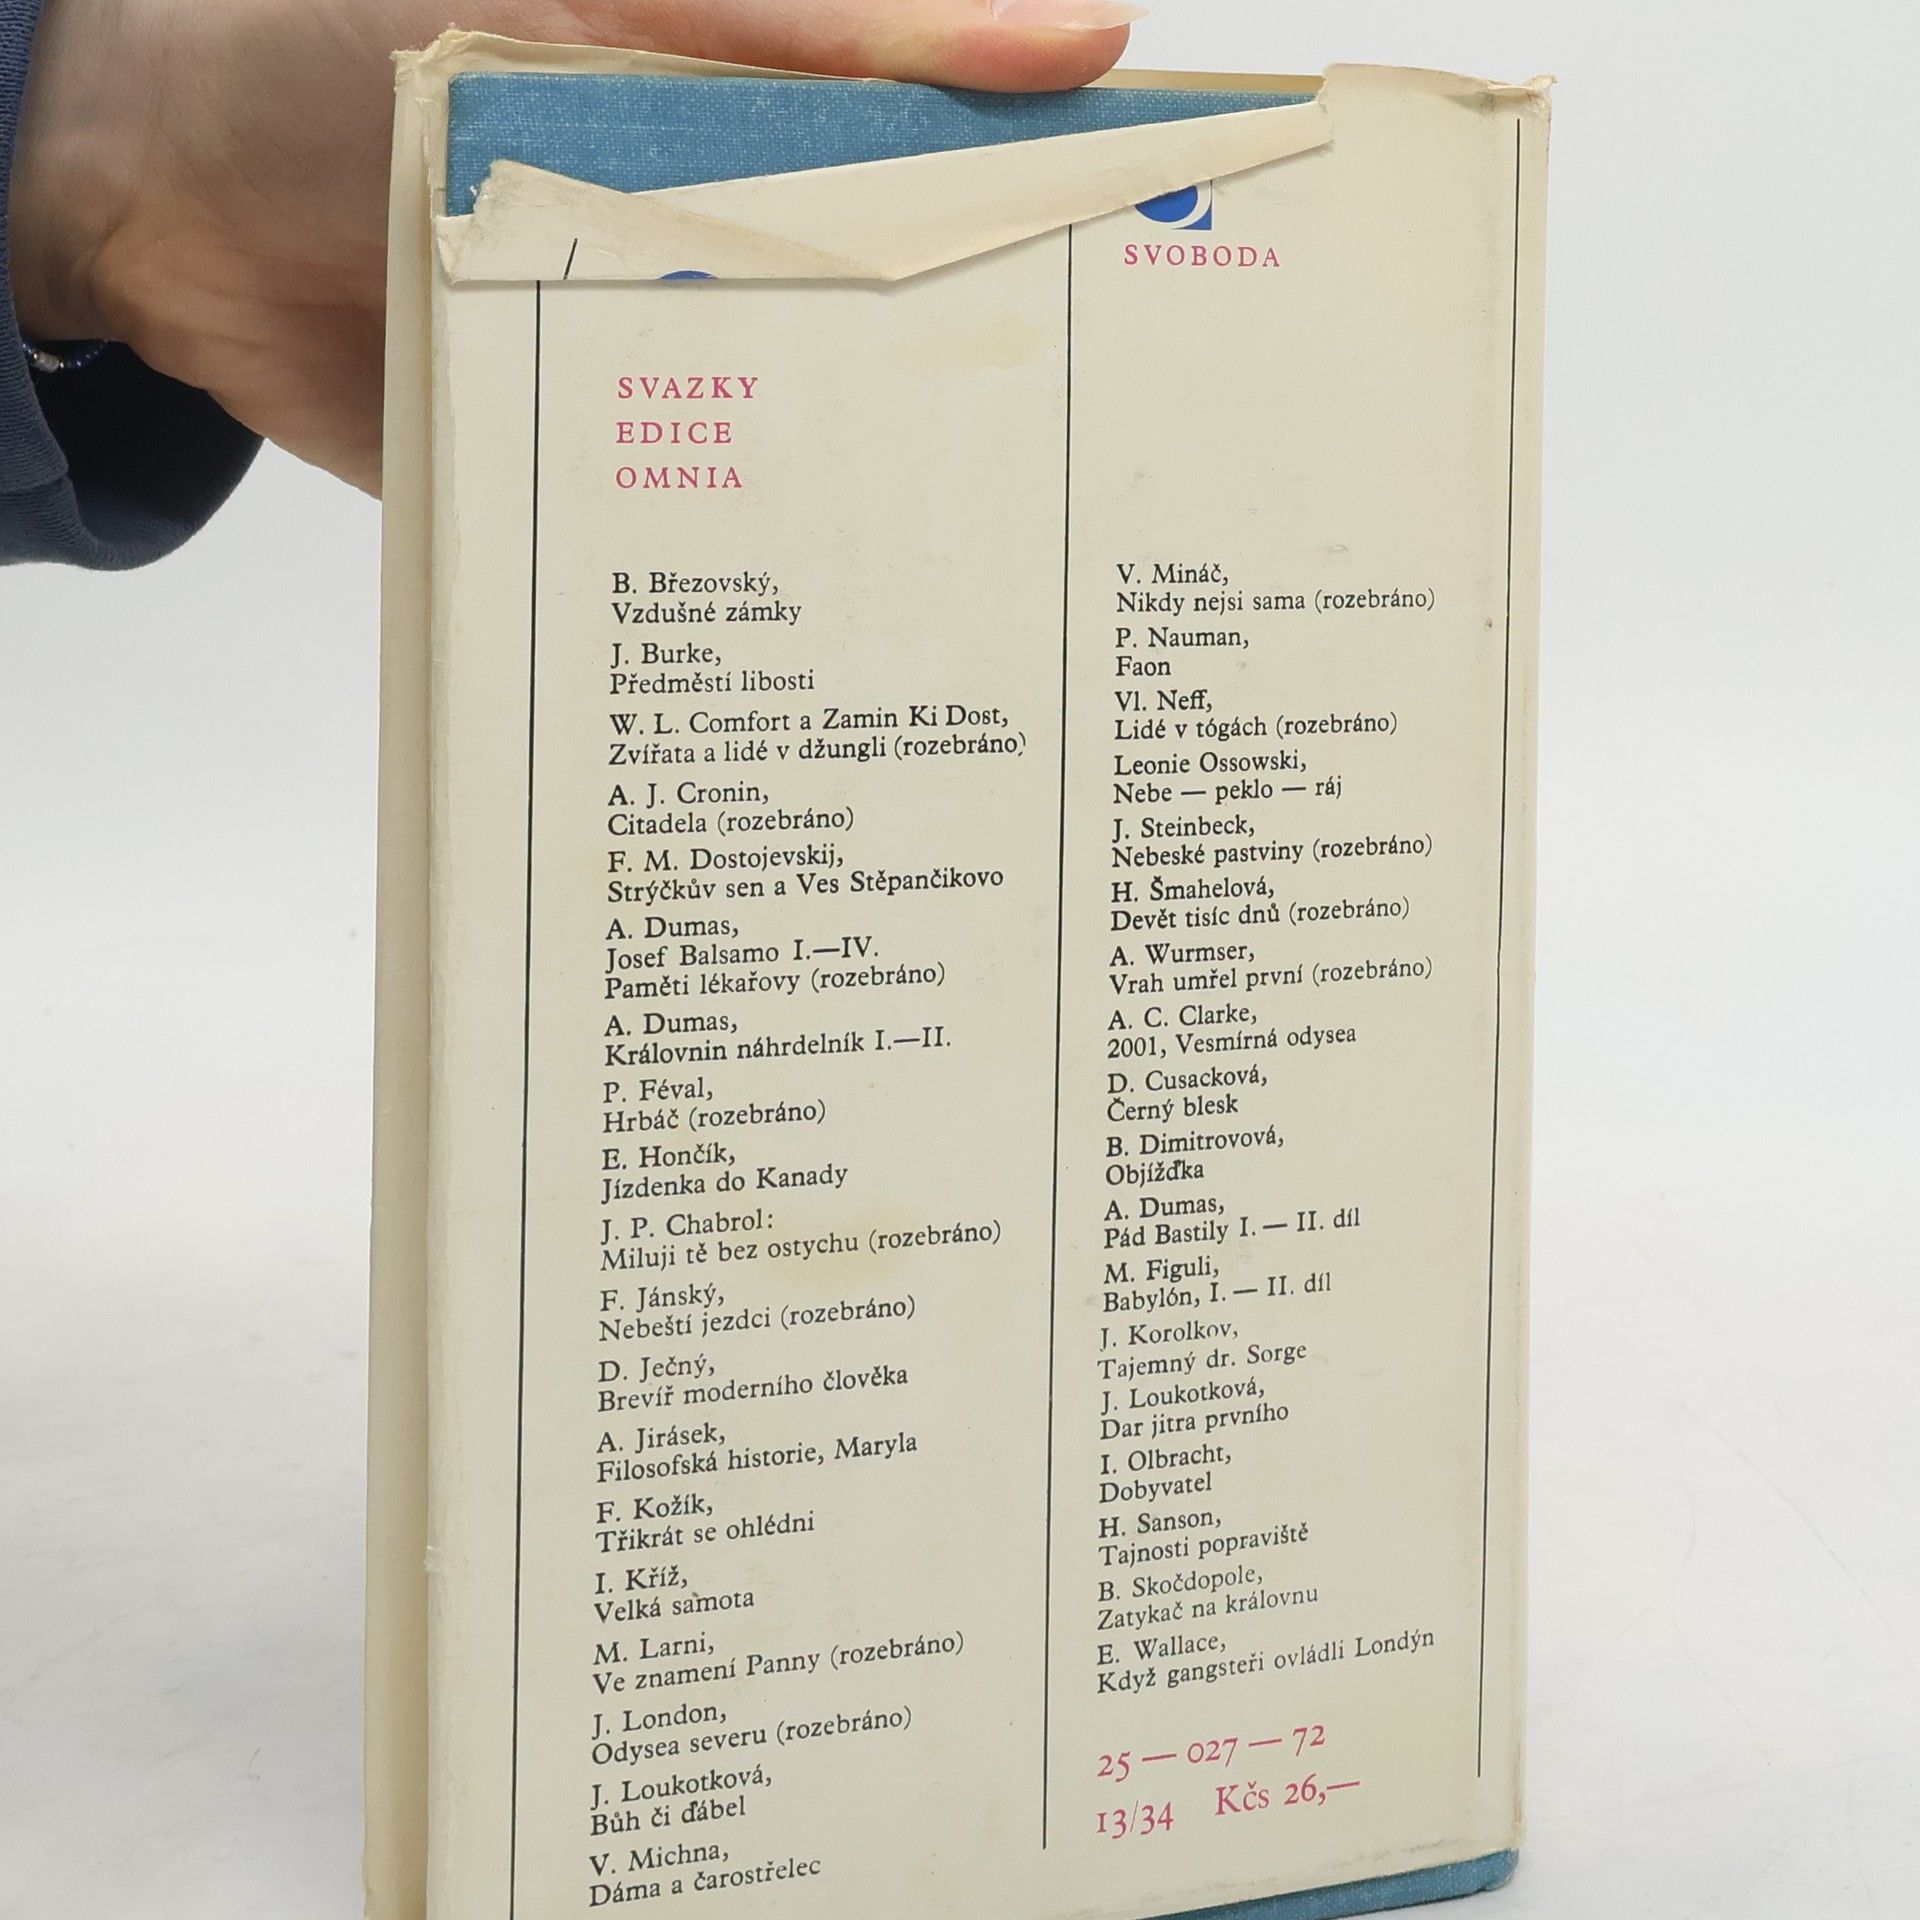 SVOBODA
SVAZKY
EDICE
OMNIA
B. Březovský,
Vzdušné zámky
J. Burke,
Předměstí libosti
W. L. Comfort a Zamin Ki Dost,
Zvířata a lidé v džungli (rozebráno)
A. J. Cronin,
Citadela (rozebráno)
F. M. Dostojevskij,
Strýčkův sen a Ves Stěpančikovo
A. Dumas,
Josef Balsamo I.—IV.
Paměti lékařovy (rozebráno)
A. Dumas,
Královnin náhrdelník I.—II.
P. Féval,
Hrbáč (rozebráno)
E. Hončík,
Jízdenka do Kanady
J. P. Chabrol:
Miluji tě bez ostychu (rozebráno)
F. Jánský,
Nebeští jezdci (rozebráno)
D. Ječný,
Brevíř moderního člověka
A. Jirásek,
Filosofská historie, Maryla
F. Kožík,
Třikrát se ohlédni
I. Kříž,
Velká samota
M. Larni,
Ve znamení Panny (rozebráno)
J. London,
Odysea severu (rozebráno)
J. Loukotková,
Bůh či ďábel
V. Michna,
Dáma a čarostřelec
V. Mináč,
Nikdy nejsi sama (rozebráno)
P. Nauman,
Faon
Vl. Neff,
Lidé v tógách (rozebráno)
Leonie Ossowski,
Nebe — peklo — ráj
J. Steinbeck,
Nebeské pastviny (rozebráno)
H. Šmahelová,
Devět tisíc dnů (rozebráno)
A. Wurmser,
Vrah umřel první (rozebráno)
A. C. Clarke,
2001, Vesmírná odysea
D. Cusacková,
Černý blesk
B. Dimitrovová,
Objížďka
A. Dumas,
Pád Bastily I. — II. díl
M. Figuli,
Babylón, I. — II. díl
J. Korolkov,
Tajemný dr. Sorge
J. Loukotková,
Dar jitra prvního
I. Olbracht,
Dobyvatel
H. Sanson,
Tajnosti popraviště
B. Skočdopole,
Zatykač na královnu
E. Wallace,
Když gangsteři ovládli Londýn
25 — 027 — 72
13/34 Kčs 26,—